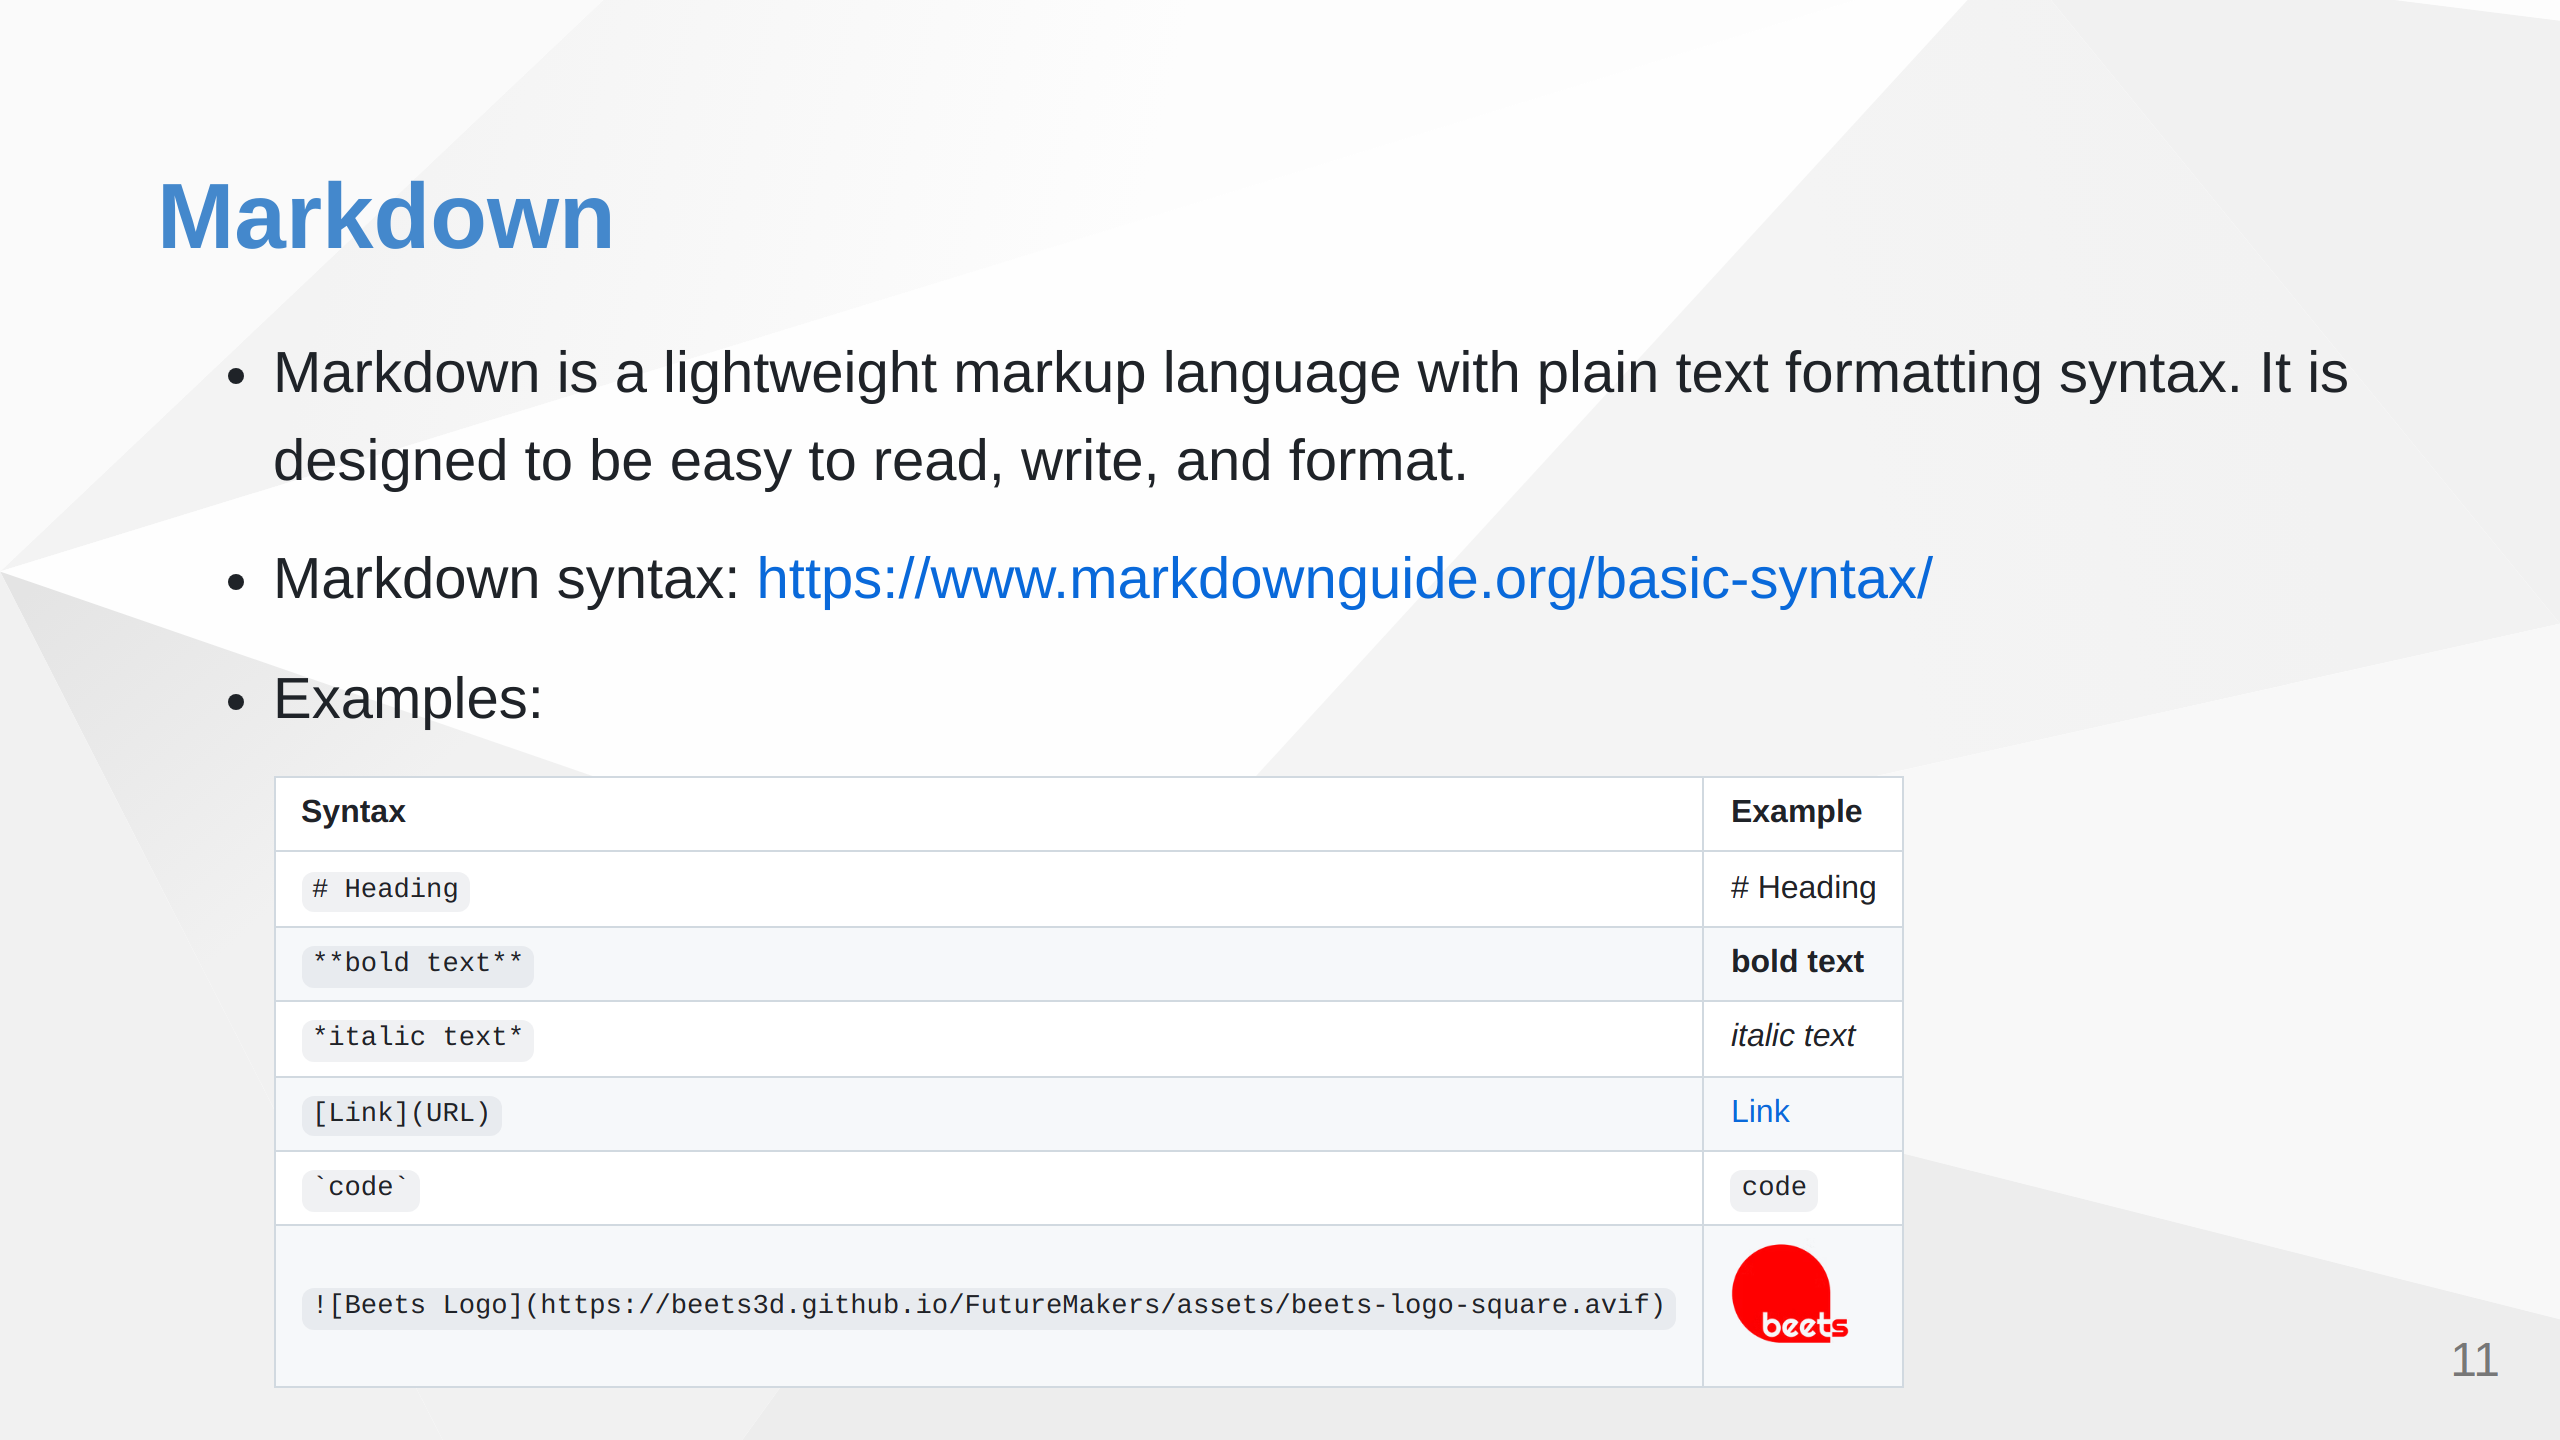 Markdown
• Markdown is a lightweight markup language with plain text formatting syntax. It is
designed to be easy to read, write, and format.
• Markdown syntax: https://www.markdownguide.org/basic-syntax/
• Examples:
Syntax Example
# Heading # Heading
**bold text** bold text
*italic text* italic text
[Link](URL) Link
`code` code
![Beets Logo](https://beets3d.github.io/FutureMakers/assets/beets-logo-square.avif) beets
11